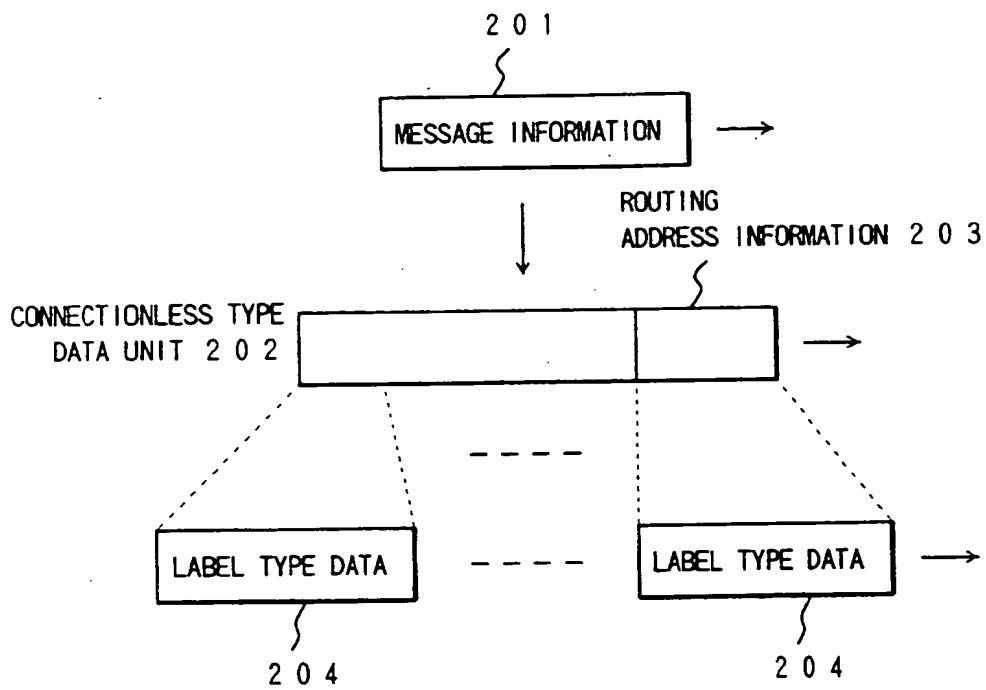 201
MESSAGE INFORMATION
ROUTING
ADDRESS INFORMATION 203
CONNECTIONLESS TYPE
DATA UNIT 202
LABEL TYPE DATA
LABEL TYPE DATA
204
204